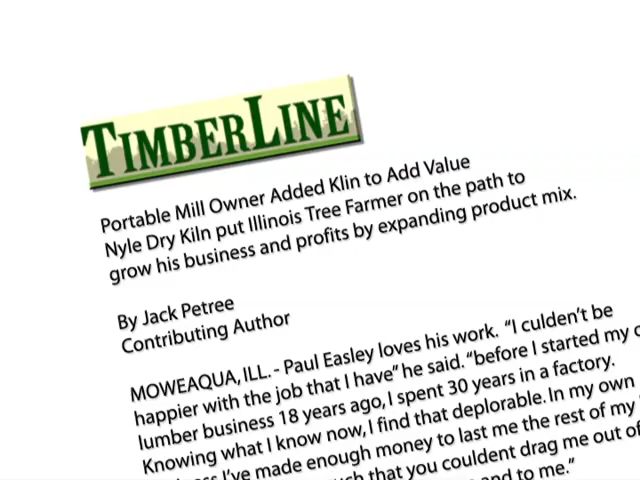 TIMBERLINE
Portable Mill Owner Added Klin to Add Value
Nyle Dry Kiln put Illinois Tree Farmer on the path to
grow his business and profits by expanding product mix.
By Jack Petree
Contributing Author
MOWEAQUA, ILL. - Paul Easley loves his work. "I culden't be
happier with the job that I have" he said. "before I started my
lumber business 18 years ago, I spent 30 years in a factory.
Knowing what I know now, I find that deplorable. In my own
I've made enough money to last me the rest of my
that you couldent drag me out of
and to me."